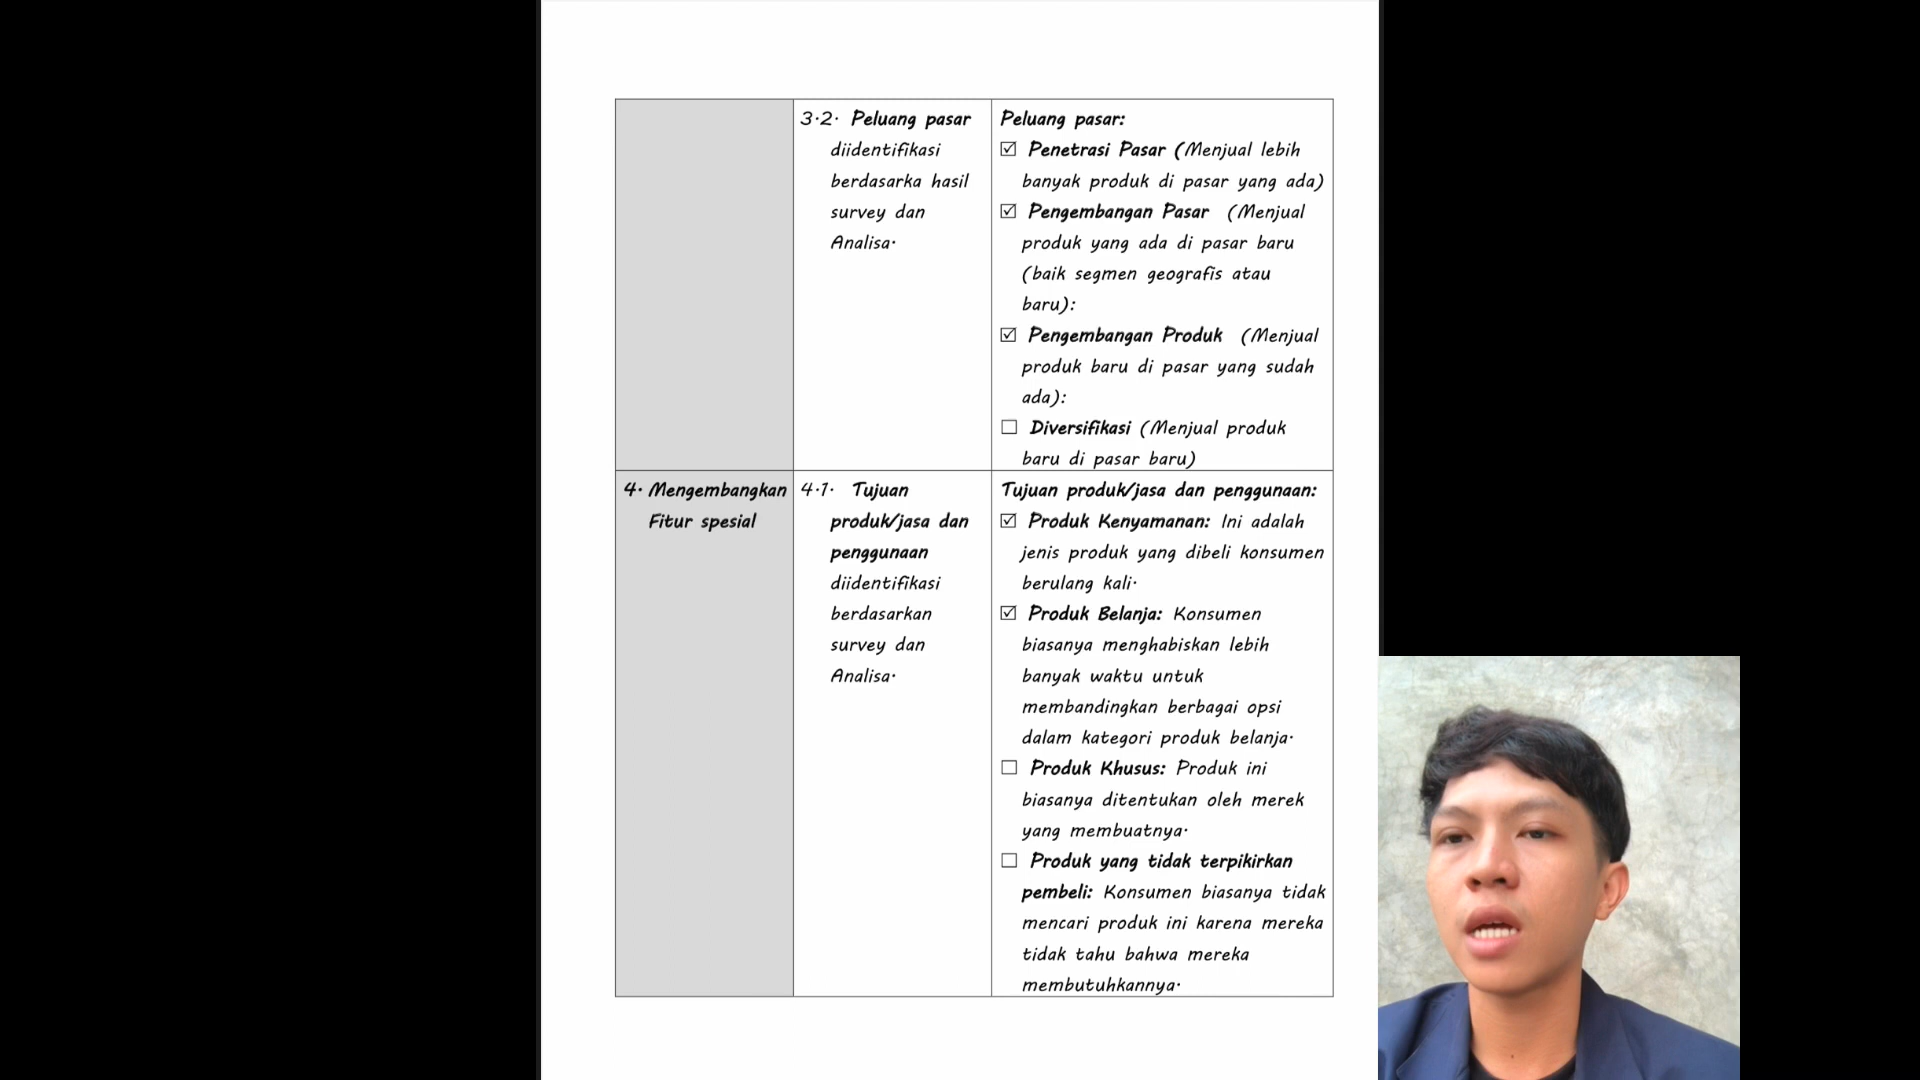 3.2. Peluang pasar
diidentifikasi
berdasarka hasil
survey dan
Analisa.
Peluang pasar:
☑ Penetrasi Pasar (Menjual lebih
banyak produk di pasar yang ada)
☑ Pengembangan Pasar (Menjual
produk yang ada di pasar baru
(baik segmen geografis atau
baru):
☑ Pengembangan Produk (Menjual
produk baru di pasar yang sudah
ada):
☐ Diversifikasi (Menjual produk
baru di pasar baru)
4. Mengembangkan
Fitur spesial
4.1. Tujuan
produk/jasa dan
penggunaan
diidentifikasi
berdasarkan
survey dan
Analisa.
Tujuan produk/jasa dan penggunaan:
☑ Produk Kenyamanan: Ini adalah
jenis produk yang dibeli konsumen
berulang kali.
☑ Produk Belanja: Konsumen
biasanya menghabiskan lebih
banyak waktu untuk
membandingkan berbagai opsi
dalam kategori produk belanja.
☐ Produk Khusus: Produk ini
biasanya ditentukan oleh merek
yang membuatnya.
☐ Produk yang tidak terpikirkan
pembeli: Konsumen biasanya tidak
mencari produk ini karena mereka
tidak tahu bahwa mereka
membutuhkannya.